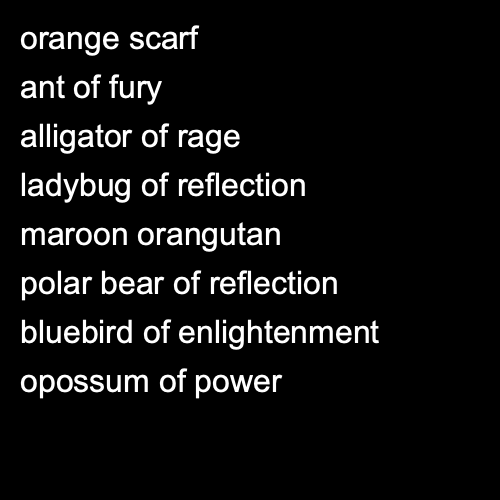 orange scarf
ant of fury
alligator of rage
ladybug of reflection
maroon orangutan
polar bear of reflection
bluebird of enlightenment
opossum of power